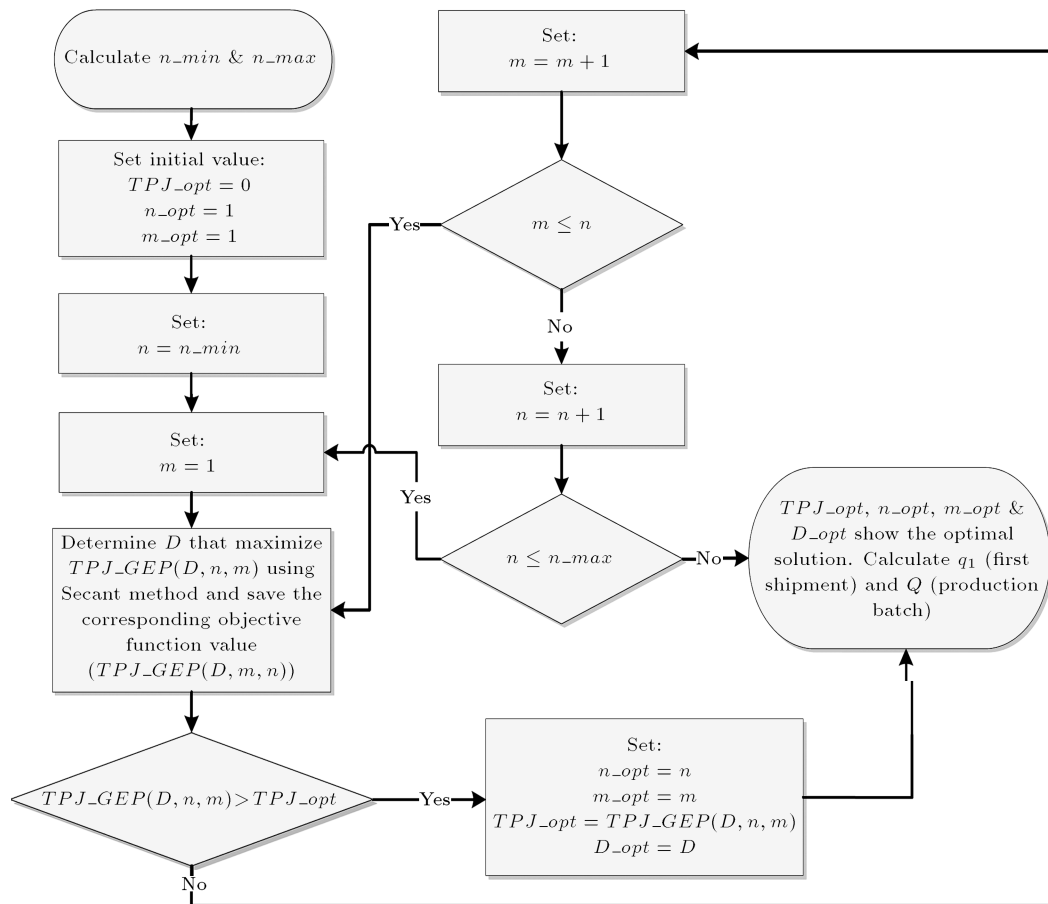 Calculate n_min & n_max
Set initial value:
TPJ_opt = 0
n_opt = 1
m_opt = 1
Set:
n = n_min
Set:
m = 1
Determine D that maximize
TPJ_GEP(D, n, m) using
Secant method and save the
corresponding objective
function value
(TPJ_GEP(D, m, n))
TPJ_GEP(D, n, m)>TPJ_opt
Yes
No
Set:
n_opt = n
m_opt = m
TPJ_opt = TPJ_GEP(D, n, m)
D_opt = D
Set:
m = m + 1
m ≤ n
Yes
No
Set:
n = n + 1
n ≤ n_max
Yes
No
TPJ_opt, n_opt, m_opt &
D_opt show the optimal
solution. Calculate q₁ (first
shipment) and Q (production
batch)